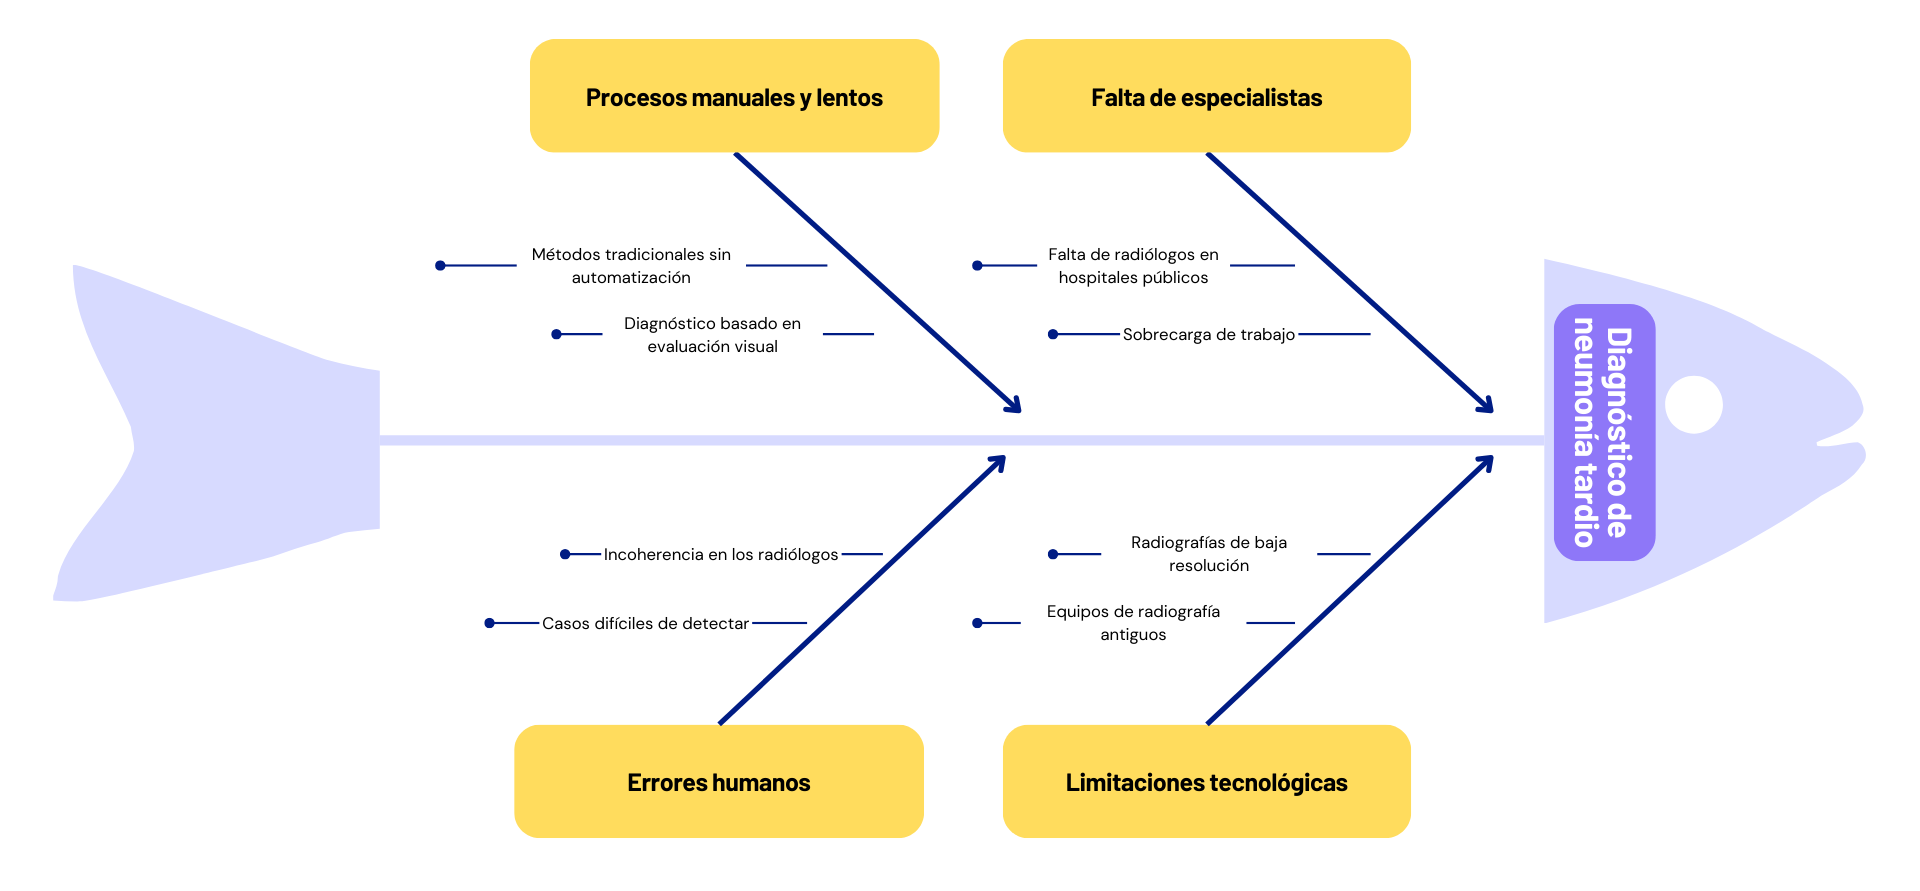 Procesos manuales y lentos
Falta de especialistas
Métodos tradicionales sin
automatización
Diagnóstico basado en
evaluación visual
Falta de radiólogos en
hospitales públicos
Sobrecarga de trabajo
Diagnóstico de
neumonía tardio
Incoherencia en los radiólogos
Casos difíciles de detectar
Radiografías de baja
resolución
Equipos de radiografía
antiguos
Errores humanos
Limitaciones tecnológicas